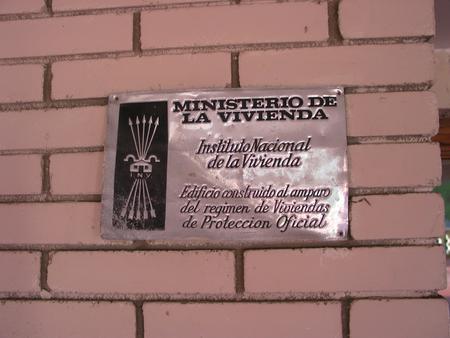 MINISTERIO DE
LA VIVIENDA
Instituto Nacional
de la Vivienda
Edificio construido al amparo
del regimen de Viviendas
de Proteccion Oficial
I.N.V.